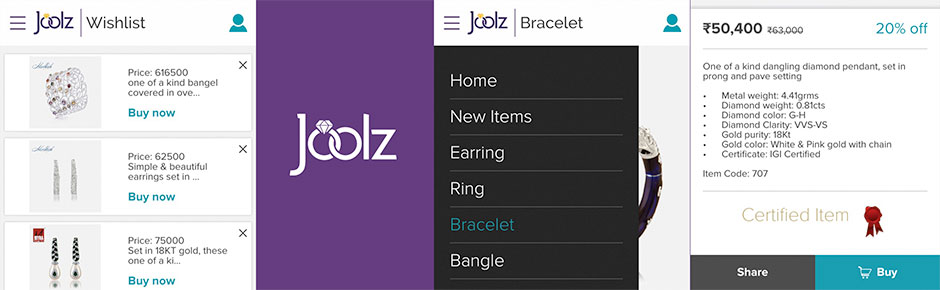 Joolz Wishlist
Price: 616500
one of a kind bangel
covered in ove...
Buy now
Price: 62500
Simple & beautiful
earrings set in ...
Buy now
Price: 75000
Set in 18KT gold, these
one of a ki...
Buy now
Joolz
Joolz Bracelet
Home
New Items
Earring
Ring
Bracelet
Bangle
₹50,400 ₹63,000 20% off
One of a kind dangling diamond pendant, set in
prong and pave setting
• Metal weight: 4.41grms
• Diamond weight: 0.81cts
• Diamond color: G-H
• Diamond Clarity: VVS-VS
• Gold purity: 18Kt
• Gold color: White & Pink gold with chain
• Certificate: IGI Certified
Item Code: 707
Certified Item
Share Buy